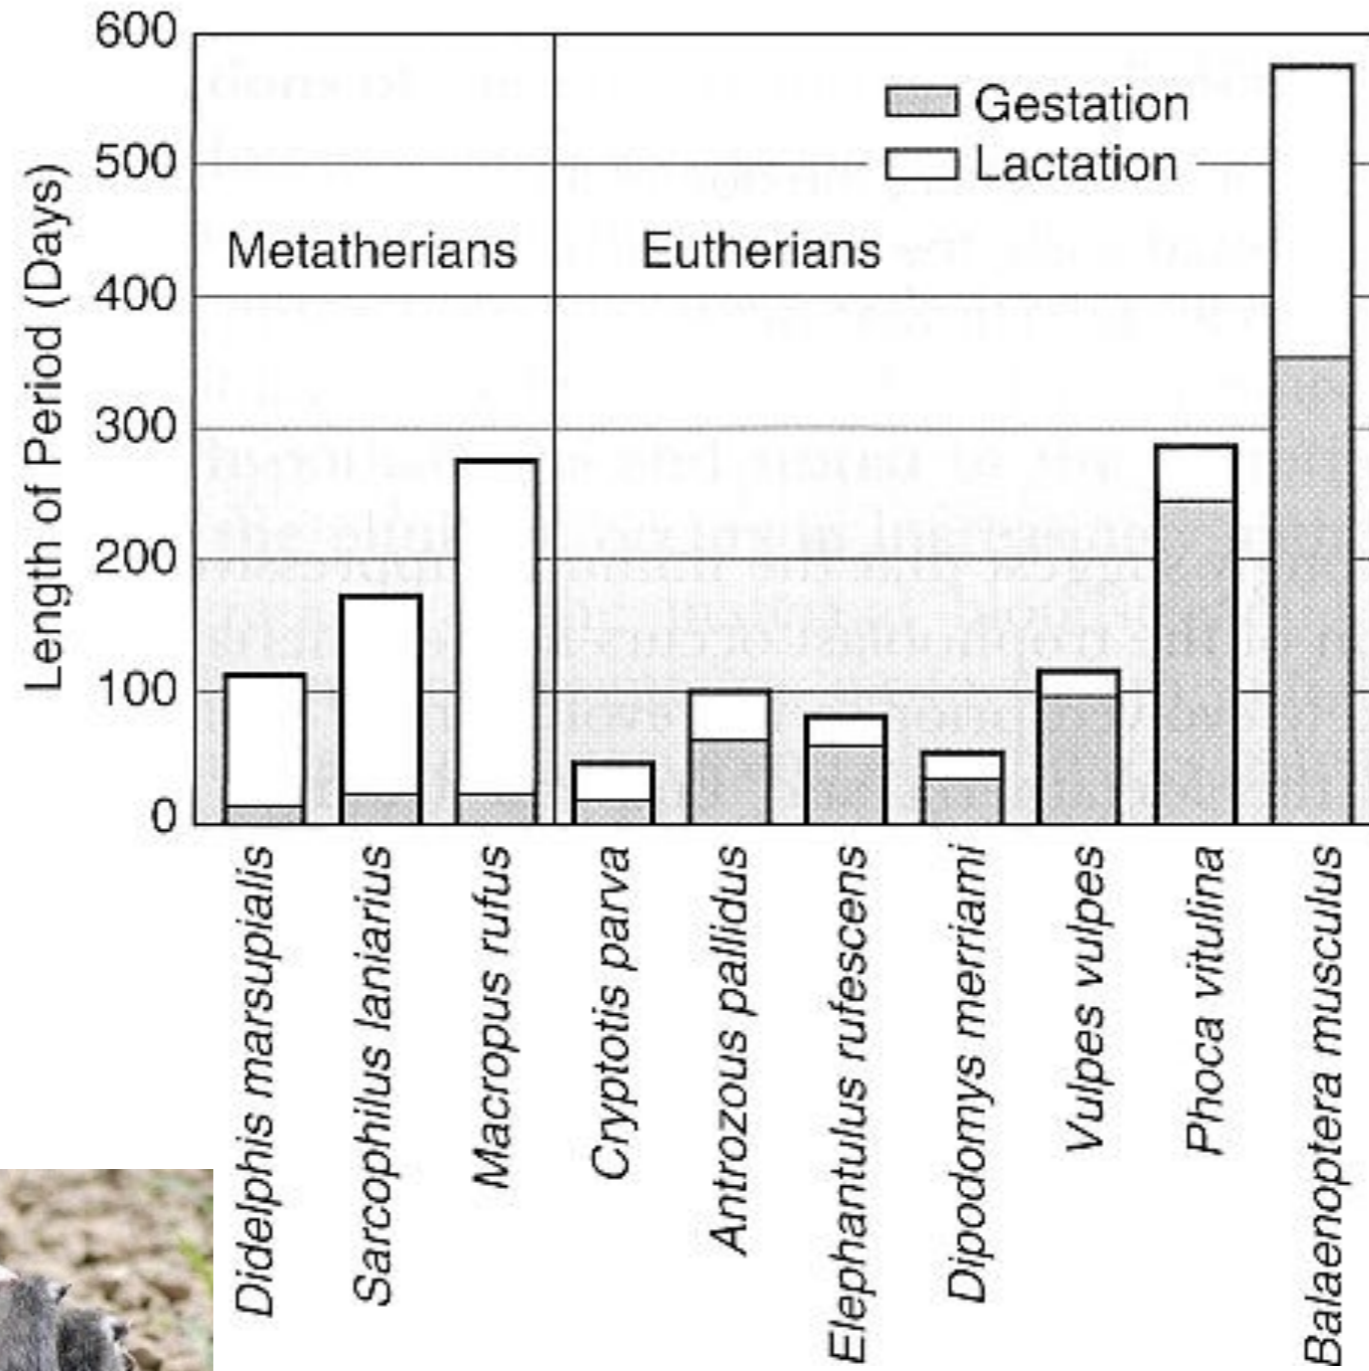 600
500
400
300
200
100
0
Length of Period (Days)
Gestation
Lactation
Metatherians
Eutherians
Didelphis marsupialis
Sarcophilus laniarius
Macropus rufus
Cryptotis parva
Antrozous pallidus
Elephantulus rufescens
Dipodomys merriami
Vulpes vulpes
Phoca vitulina
Balaenoptera musculus